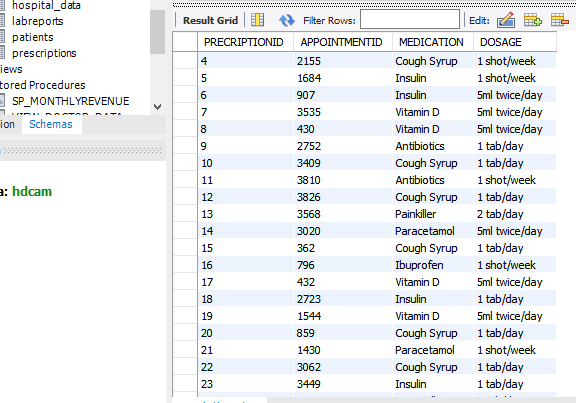 hospital_data
labreports
patients
prescriptions
iews
tored Procedures
SP_MONTHLYREVENUE
VIEW_DOCTOR_DATA
tion Schemas
a: hdcam
Result Grid Filter Rows: Edit:
PRECRIPTIONID APPOINTMENTID MEDICATION DOSAGE
4 2155 Cough Syrup 1 shot/week
5 1684 Insulin 1 shot/week
6 907 Insulin 5ml twice/day
7 3535 Vitamin D 5ml twice/day
8 430 Vitamin D 5ml twice/day
9 2752 Antibiotics 1 tab/day
10 3409 Cough Syrup 1 tab/day
11 3810 Antibiotics 1 shot/week
12 3826 Cough Syrup 1 tab/day
13 3568 Painkiller 2 tab/day
14 3020 Paracetamol 5ml twice/day
15 362 Cough Syrup 1 tab/day
16 796 Ibuprofen 1 shot/week
17 432 Vitamin D 5ml twice/day
18 2723 Insulin 1 tab/day
19 1544 Vitamin D 5ml twice/day
20 859 Cough Syrup 1 tab/day
21 1430 Paracetamol 1 shot/week
22 3062 Cough Syrup 1 tab/day
23 3449 Insulin 1 tab/day